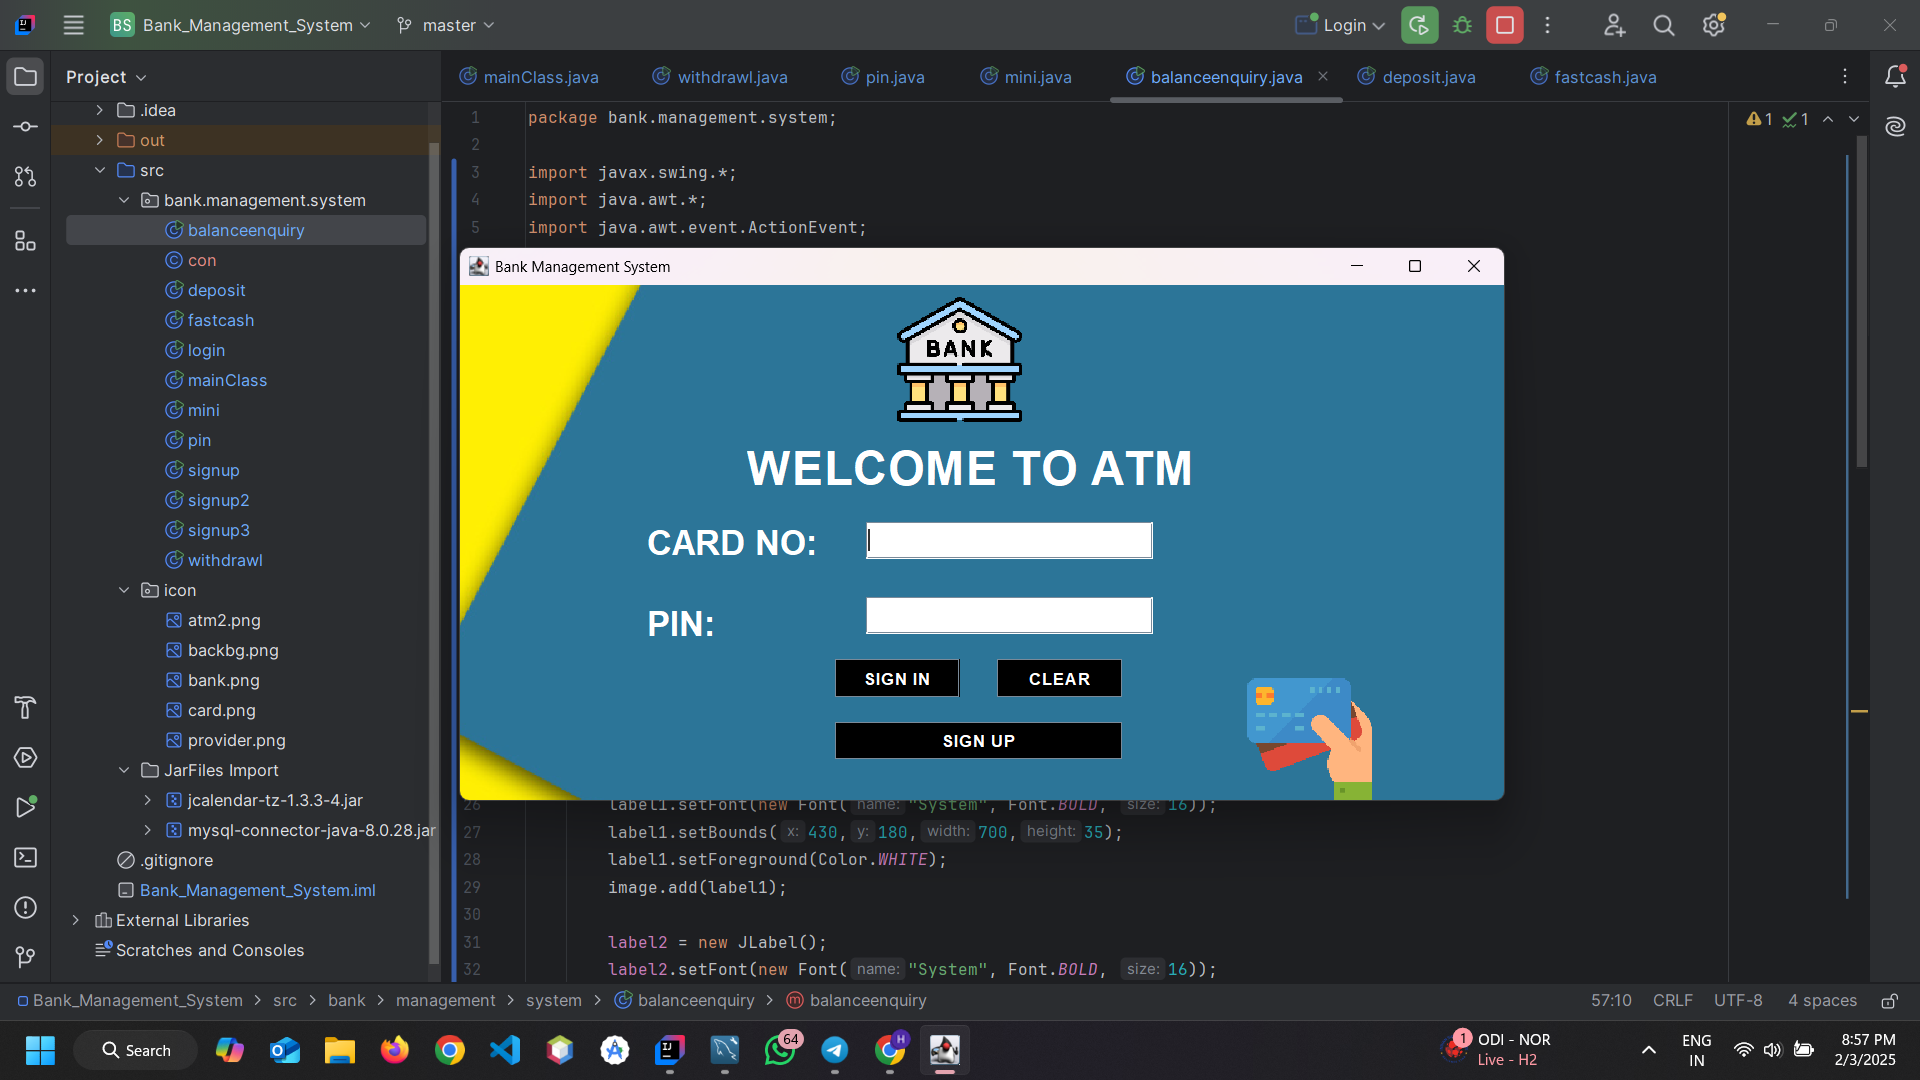 BS Bank_Management_System master Login
Project
.idea
out
src
bank.management.system
balanceenquiry
con
deposit
fastcash
login
mainClass
mini
pin
signup
signup2
signup3
withdrawl
icon
atm2.png
backbg.png
bank.png
card.png
provider.png
JarFiles Import
jcalendar-tz-1.3.3-4.jar
mysql-connector-java-8.0.28.jar
.gitignore
Bank_Management_System.iml
External Libraries
Scratches and Consoles
mainClass.java withdrawl.java pin.java mini.java balanceenquiry.java deposit.java fastcash.java
1 package bank.management.system; 1 1
2
3 import javax.swing.*;
4 import java.awt.*;
5 import java.awt.event.ActionEvent;
Bank Management System
BANK
WELCOME TO ATM
CARD NO:
PIN:
SIGN IN CLEAR
SIGN UP
26 label1.setFont(new Font( name: "System", Font.BOLD, size: 16));
27 label1.setBounds( x: 430, y: 180, width: 700, height: 35);
28 label1.setForeground(Color.WHITE);
29 image.add(label1);
30
31 label2 = new JLabel();
32 label2.setFont(new Font( name: "System", Font.BOLD, size: 16));
Bank_Management_System > src > bank > management > system > balanceenquiry > balanceenquiry 57:10 CRLF UTF-8 4 spaces
Search
64
H
1
ODI - NOR
Live - H2
ENG
IN
8:57 PM
2/3/2025